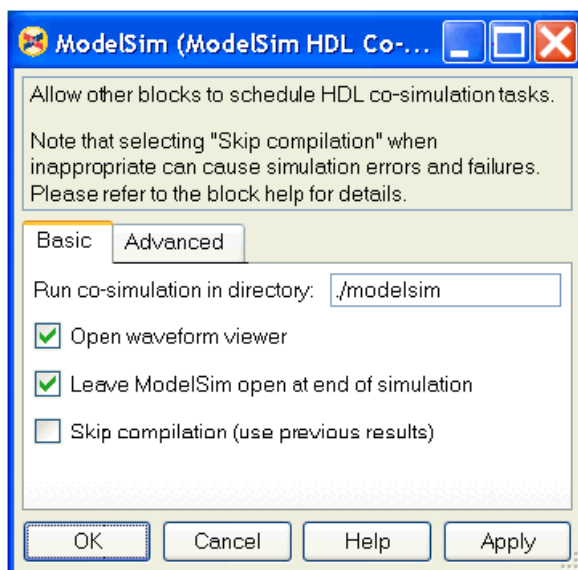 ModelSim (ModelSim HDL Co-...
Allow other blocks to schedule HDL co-simulation tasks.
Note that selecting "Skip compilation" when
inappropriate can cause simulation errors and failures.
Please refer to the block help for details.
Basic Advanced
Run co-simulation in directory: ./modelsim
Open waveform viewer
Leave ModelSim open at end of simulation
Skip compilation (use previous results)
OK Cancel Help Apply